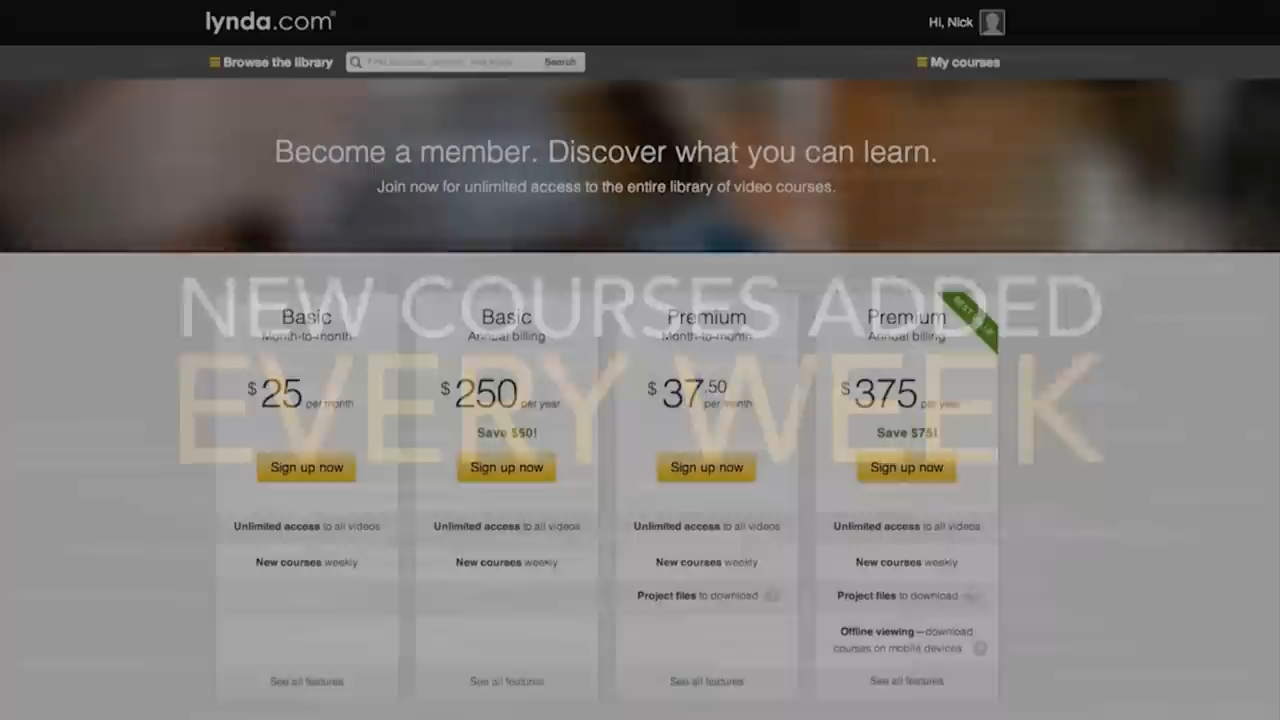 lynda.com
Hi, Nick
Browse the library
Search
My courses
Become a member. Discover what you can learn.
Join now for unlimited access to the entire library of video courses.
NEW COURSES ADDED
EVERY WEEK
Basic
Month-to-month
$25 per month
Sign up now
Unlimited access to all videos
New courses weekly
See all features
Basic
Annual billing
$250 per year
Save $50!
Sign up now
Unlimited access to all videos
New courses weekly
See all features
Premium
Month-to-month
$37.50 per month
Sign up now
Unlimited access to all videos
New courses weekly
Project files to download
See all features
BEST
Premium
Annual billing
$375 per year
Save $75!
Sign up now
Unlimited access to all videos
New courses weekly
Project files to download
Offline viewing—download
courses on mobile devices
See all features